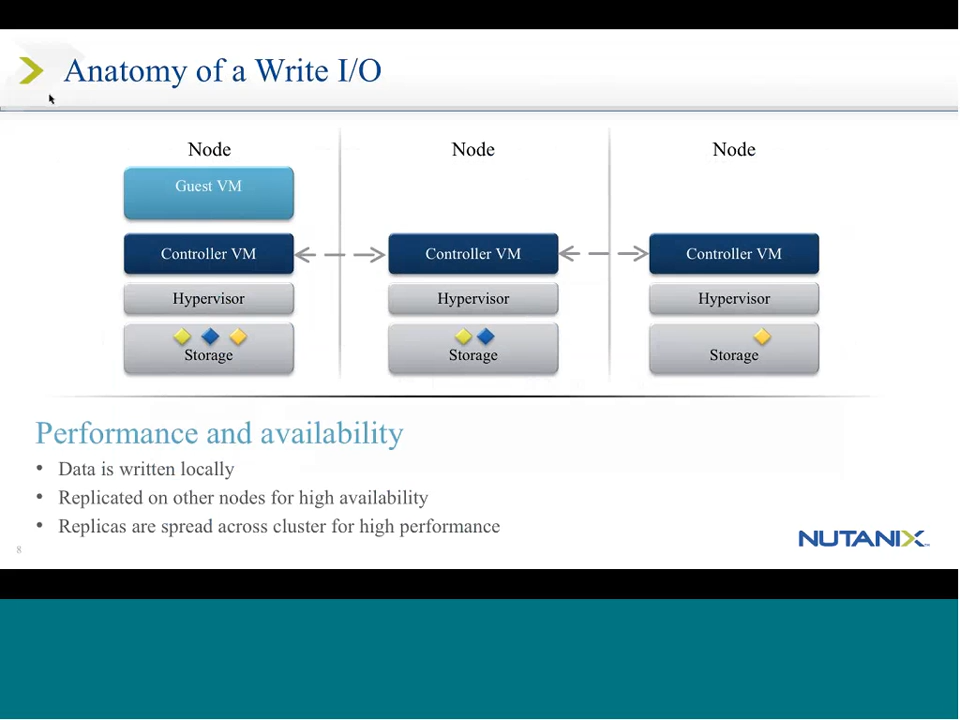 Anatomy of a Write I/O
Node
Node
Node
Guest VM
Controller VM
Controller VM
Controller VM
Hypervisor
Hypervisor
Hypervisor
Storage
Storage
Storage
Performance and availability
• Data is written locally
• Replicated on other nodes for high availability
• Replicas are spread across cluster for high performance
NUTANIX™
8